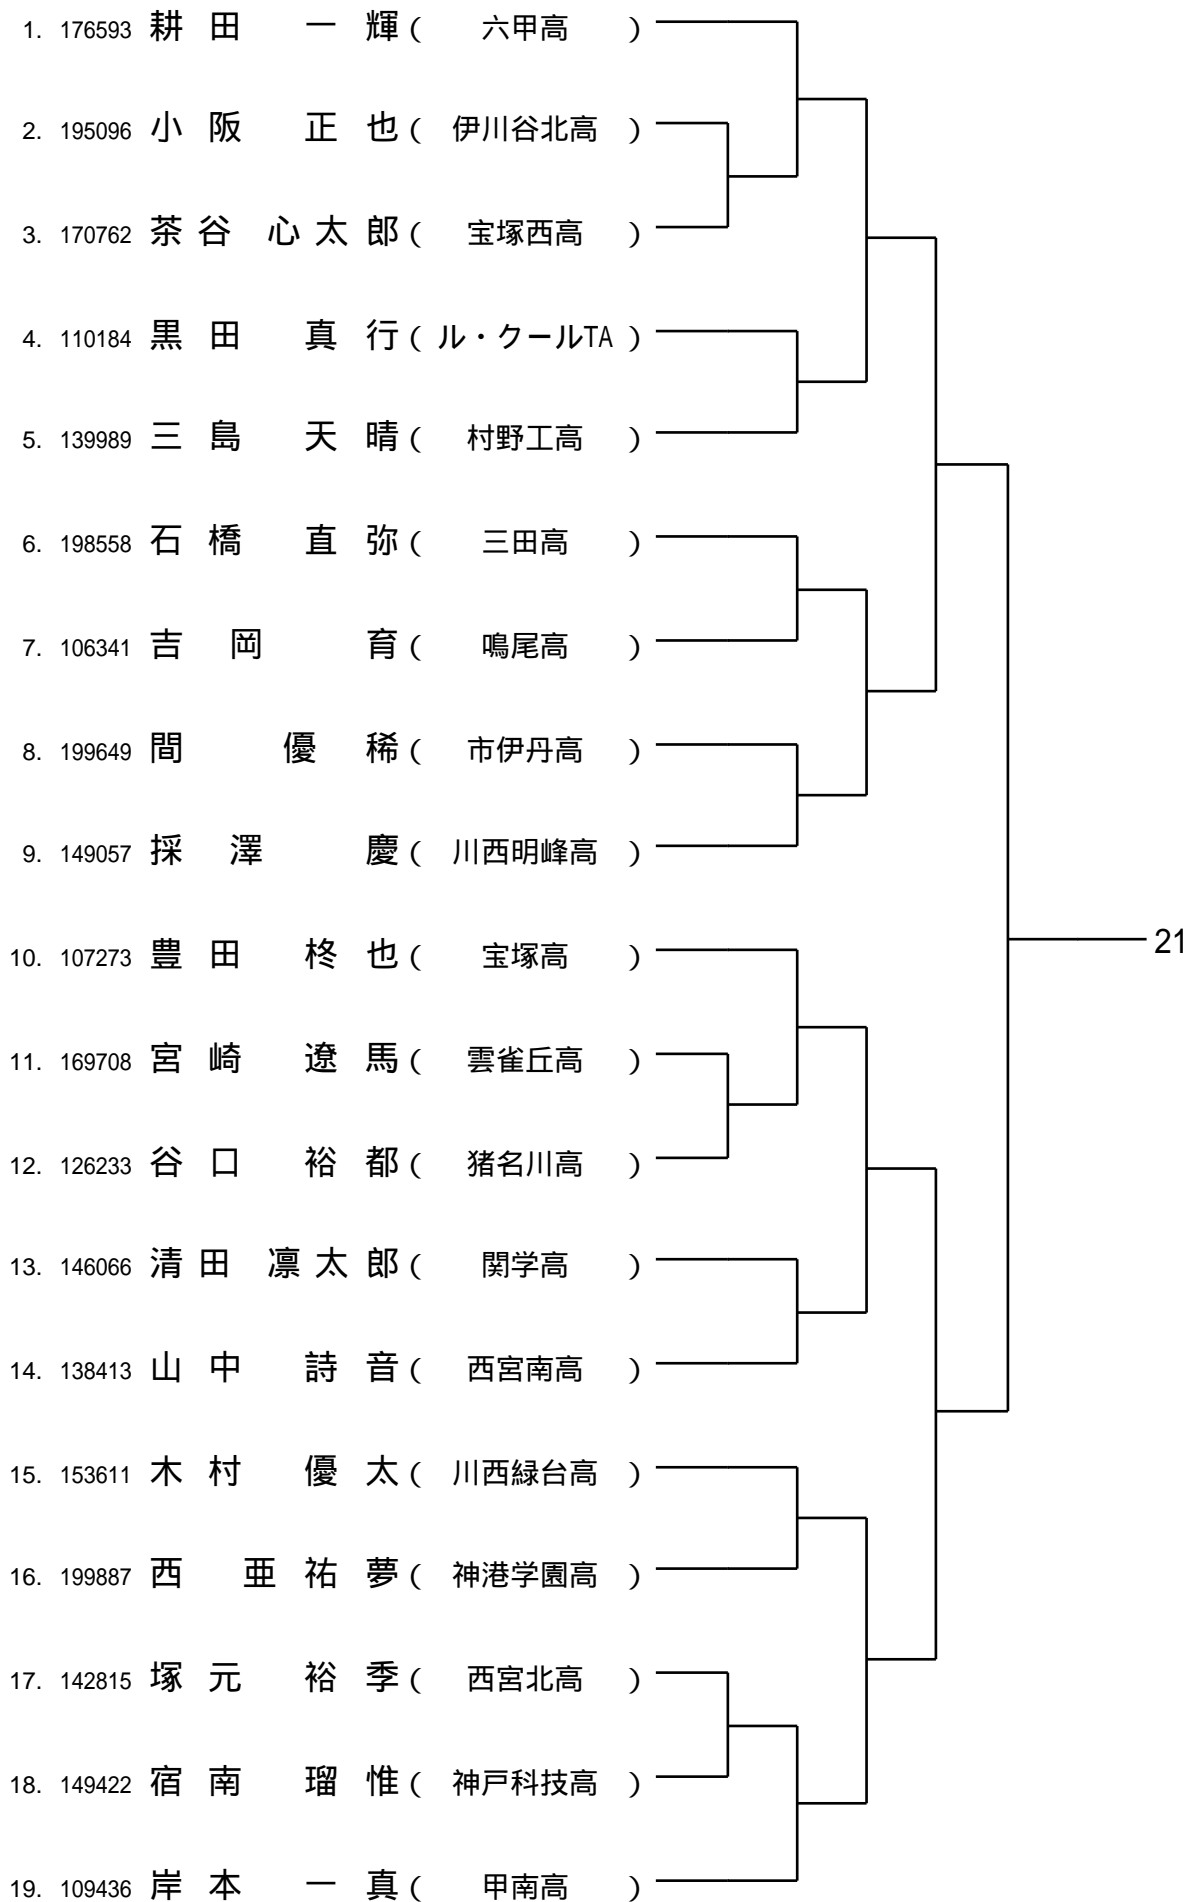 1. 176593 耕田 一輝 ( 六甲高 )
2. 195096 小阪 正也 ( 伊川谷北高 )
3. 170762 茶谷 心太郎 ( 宝塚西高 )
4. 110184 黒田 真行 ( ル・クールTA )
5. 139989 三島 天晴 ( 村野工高 )
6. 198558 石橋 直弥 ( 三田高 )
7. 106341 吉岡 育 ( 鳴尾高 )
8. 199649 間 優稀 ( 市伊丹高 )
9. 149057 採澤 慶 ( 川西明峰高 )
10. 107273 豊田 柊也 ( 宝塚高 )
21
11. 169708 宮崎 遼馬 ( 雲雀丘高 )
12. 126233 谷口 裕都 ( 猪名川高 )
13. 146066 清田 凛太郎 ( 関学高 )
14. 138413 山中 詩音 ( 西宮南高 )
15. 153611 木村 優太 ( 川西緑台高 )
16. 199887 西 亜祐夢 ( 神港学園高 )
17. 142815 塚元 裕季 ( 西宮北高 )
18. 149422 宿南 瑠惟 ( 神戸科技高 )
19. 109436 岸本 一真 ( 甲南高 )